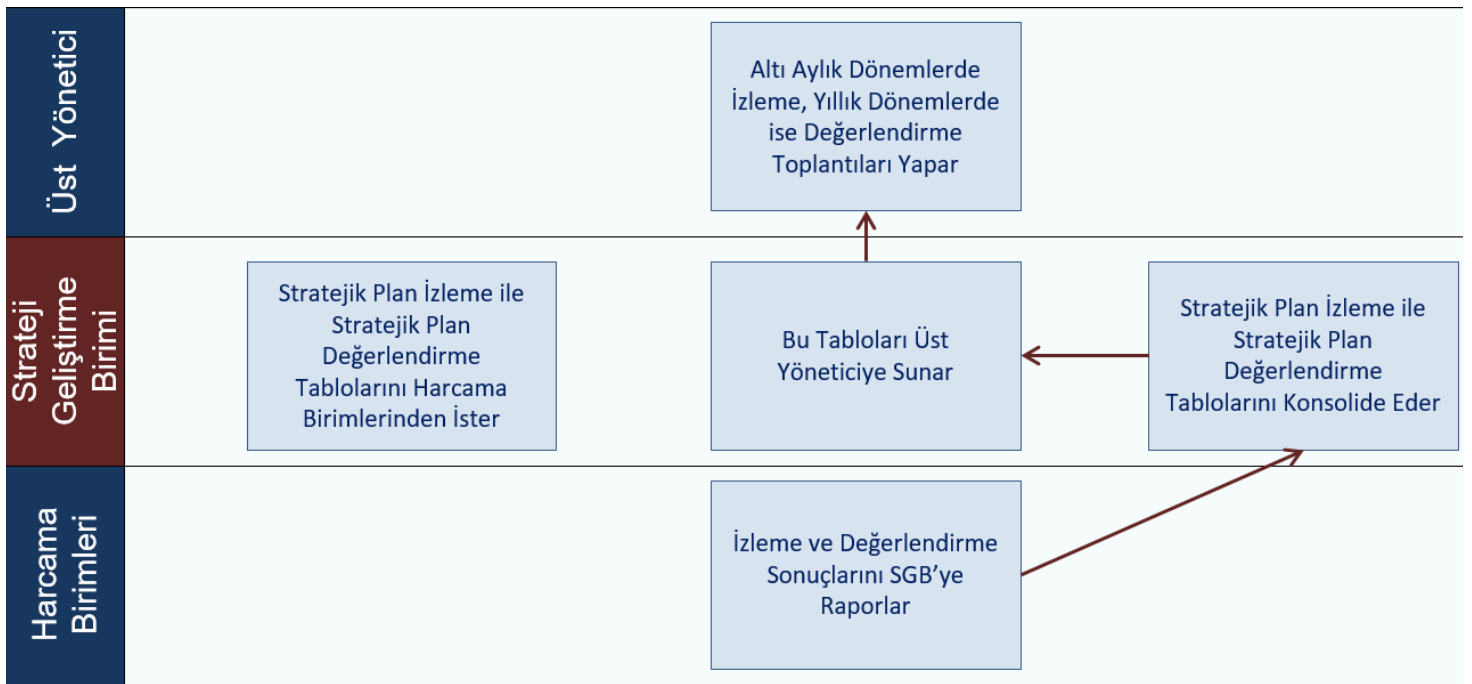 Üst Yönetici
Altı Aylık Dönemlerde
İzleme, Yıllık Dönemlerde
ise Değerlendirme
Toplantıları Yapar
Strateji
Geliştirme
Birimi
Stratejik Plan İzleme ile
Stratejik Plan
Değerlendirme
Tablolarını Harcama
Birimlerinden İster
Bu Tabloları Üst
Yöneticiye Sunar
Stratejik Plan İzleme ile
Stratejik Plan
Değerlendirme
Tablolarını Konsolide Eder
Harcama
Birimleri
İzleme ve Değerlendirme
Sonuçlarını SGB’ye
Raporlar